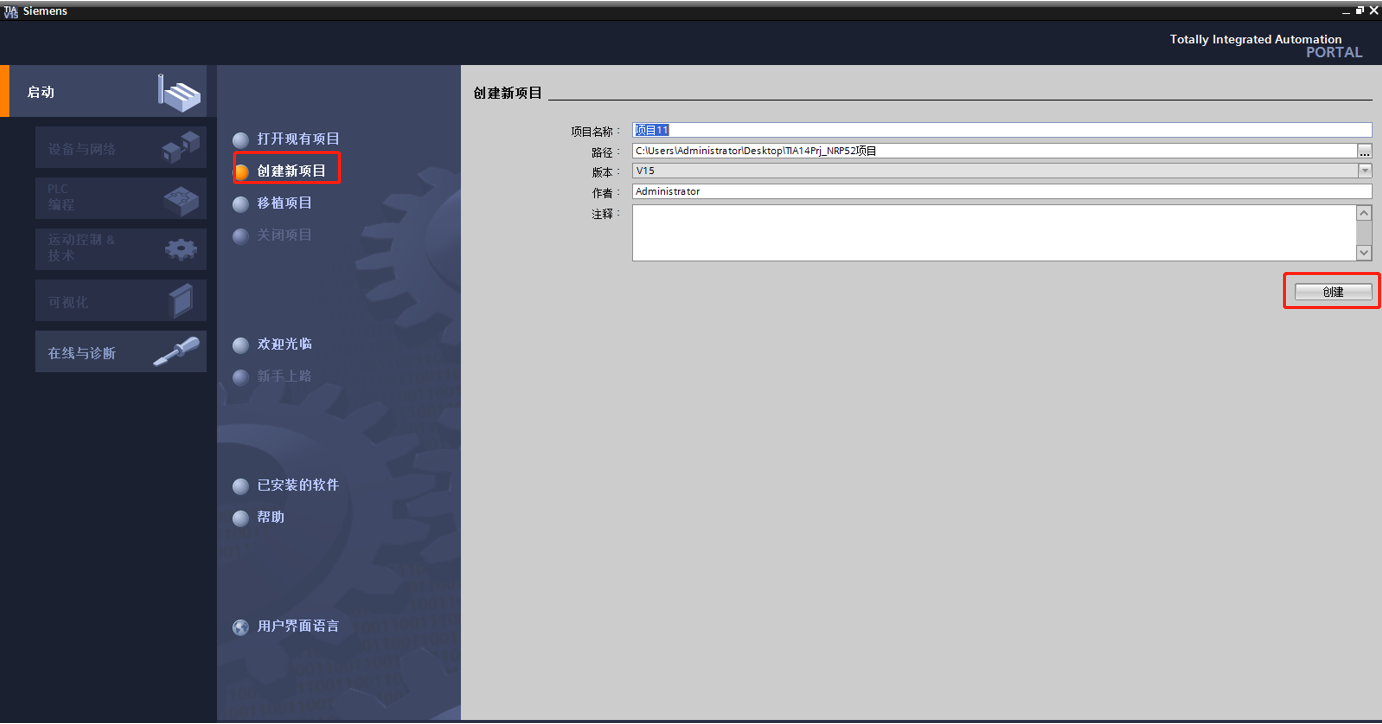 TIA
V15
Siemens
Totally Integrated Automation
PORTAL
启动
设备与网络
PLC
编程
运动控制 &
技术
可视化
在线与诊断
打开现有项目
创建新项目
移植项目
关闭项目
欢迎光临
新手上路
已安装的软件
帮助
用户界面语言
创建新项目
项目名称： 项目11
路径： C:\Users\Administrator\Desktop\TIA14Prj_NRP52项目
...
版本： V15
作者： Administrator
注释：
创建